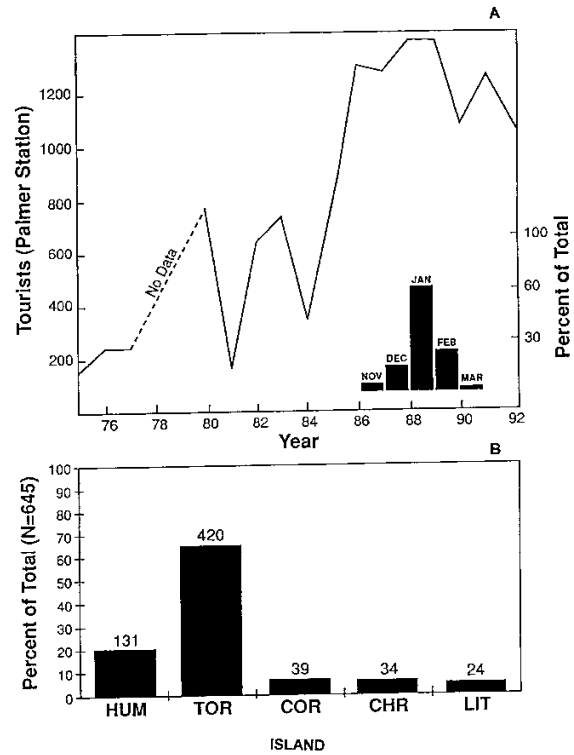 A
Tourists (Palmer Station)
1200
1000
800
600
400
200
No Data
Percent of Total
100
60
30
NOV
DEC
JAN
FEB
MAR
76
78
80
82
84
86
88
90
92
Year
B
Percent of Total (N=645)
100
90
80
70
60
50
40
30
20
10
0
131
420
39
34
24
HUM
TOR
COR
CHR
LIT
ISLAND